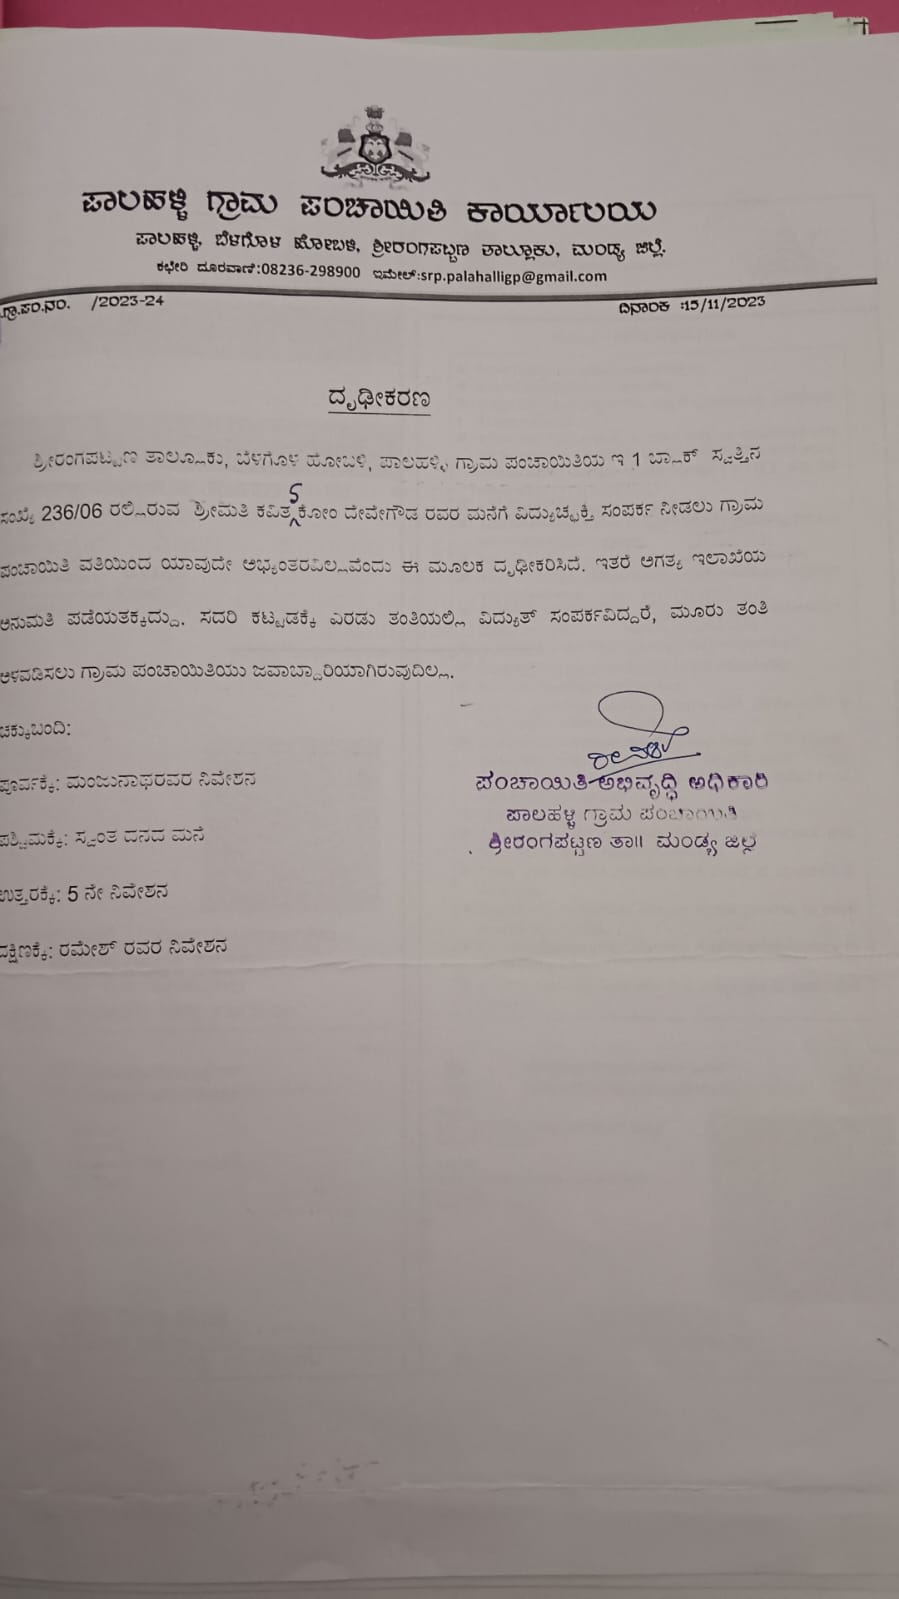 ಪಾಲಹಳ್ಳಿ ಗ್ರಾಮ ಪಂಚಾಯಿತಿ ಕಾರ್ಯಾಲಯ
ಪಾಲಹಳ್ಳಿ, ಬೆಳಗೊಳ ಹೋಬಳಿ, ಶ್ರೀರಂಗಪಟ್ಟಣ ತಾಲ್ಲೂಕು, ಮಂಡ್ಯ ಜಿಲ್ಲೆ.
ಕಛೇರಿ ದೂರವಾಣಿ:08236-298900 ಇಮೇಲ್:srp.palahalligp@gmail.com
ಗ್ರಾ.ಪಂ.ನಂ. /2023-24 ದಿನಾಂಕ :15/11/2023
ದೃಢೀಕರಣ
ಶ್ರೀರಂಗಪಟ್ಟಣ ತಾಲ್ಲೂಕು, ಬೆಳಗೊಳ ಹೋಬಳಿ, ಪಾಲಹಳ್ಳಿ ಗ್ರಾಮ ಪಂಚಾಯಿತಿಯ ಇ 1 ಬ್ಲಾಕ್ ಸ್ವತ್ತಿನ
ಸಂಖ್ಯೆ 236/06 ರಲ್ಲಿರುವ ಶ್ರೀಮತಿ ಕವಿತ ಕೋಂ ದೇವೇಗೌಡ ರವರ ಮನೆಗೆ ವಿದ್ಯುಚ್ಛಕ್ತಿ ಸಂಪರ್ಕ ನೀಡಲು ಗ್ರಾಮ
ಪಂಚಾಯಿತಿ ವತಿಯಿಂದ ಯಾವುದೇ ಅಭ್ಯಂತರವಿಲ್ಲವೆಂದು ಈ ಮೂಲಕ ದೃಢೀಕರಿಸಿದೆ. ಇತರೆ ಅಗತ್ಯ ಇಲಾಖೆಯ
ಅನುಮತಿ ಪಡೆಯತಕ್ಕದ್ದು. ಸದರಿ ಕಟ್ಟಡಕ್ಕೆ ಎರಡು ತಂತಿಯಲ್ಲಿ ವಿದ್ಯುತ್ ಸಂಪರ್ಕವಿದ್ದರೆ, ಮೂರು ತಂತಿ
ಅಳವಡಿಸಲು ಗ್ರಾಮ ಪಂಚಾಯಿತಿಯು ಜವಾಬ್ದಾರಿಯಾಗಿರುವುದಿಲ್ಲ.
ಚಕ್ಕುಬಂದಿ:
ಪೂರ್ವಕ್ಕೆ: ಮಂಜುನಾಥರವರ ನಿವೇಶನ
ಪಶ್ಚಿಮಕ್ಕೆ: ಸ್ವಂತ ದನದ ಮನೆ
ಉತ್ತರಕ್ಕೆ: 5 ನೇ ನಿವೇಶನ
ದಕ್ಷಿಣಕ್ಕೆ: ರಮೇಶ್ ರವರ ನಿವೇಶನ
ಪಂಚಾಯಿತಿ ಅಭಿವೃದ್ಧಿ ಅಧಿಕಾರಿ
ಪಾಲಹಳ್ಳಿ ಗ್ರಾಮ ಪಂಚಾಯಿತಿ
ಶ್ರೀರಂಗಪಟ್ಟಣ ತಾ॥ ಮಂಡ್ಯ ಜಿಲ್ಲೆ